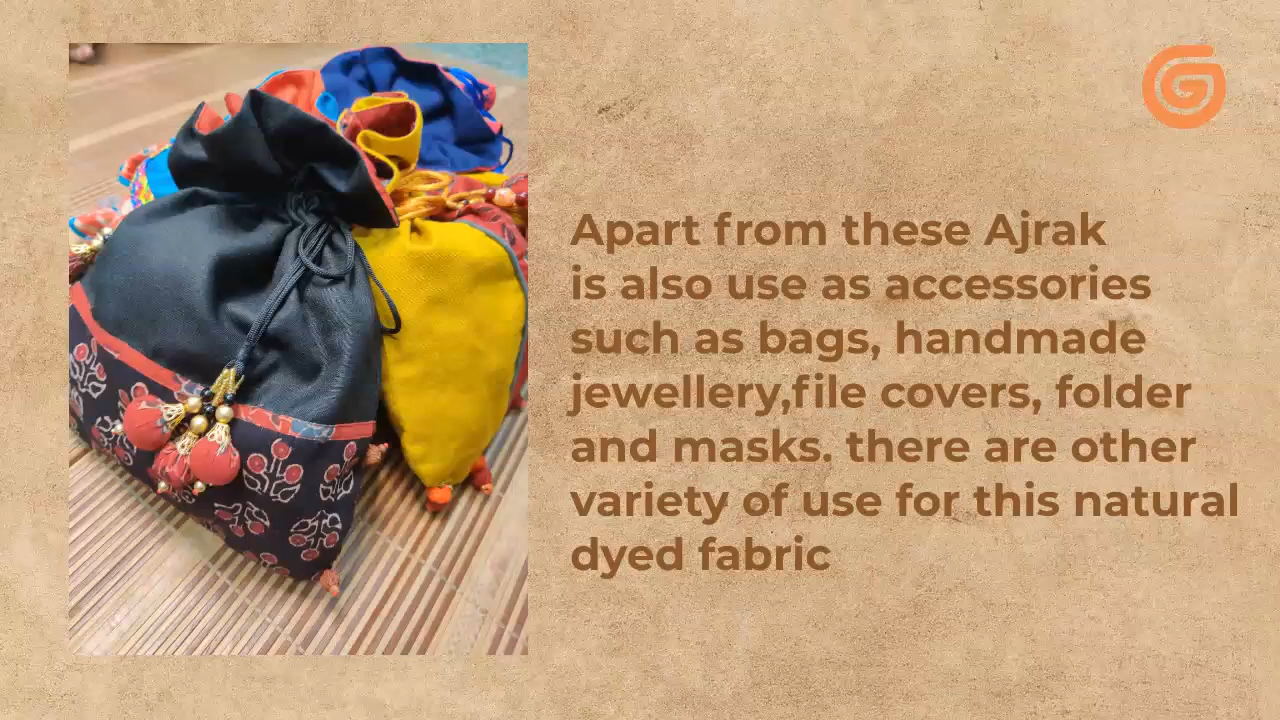 Apart from these Ajrak
is also use as accessories
such as bags, handmade
jewellery,file covers, folder
and masks. there are other
variety of use for this natural
dyed fabric